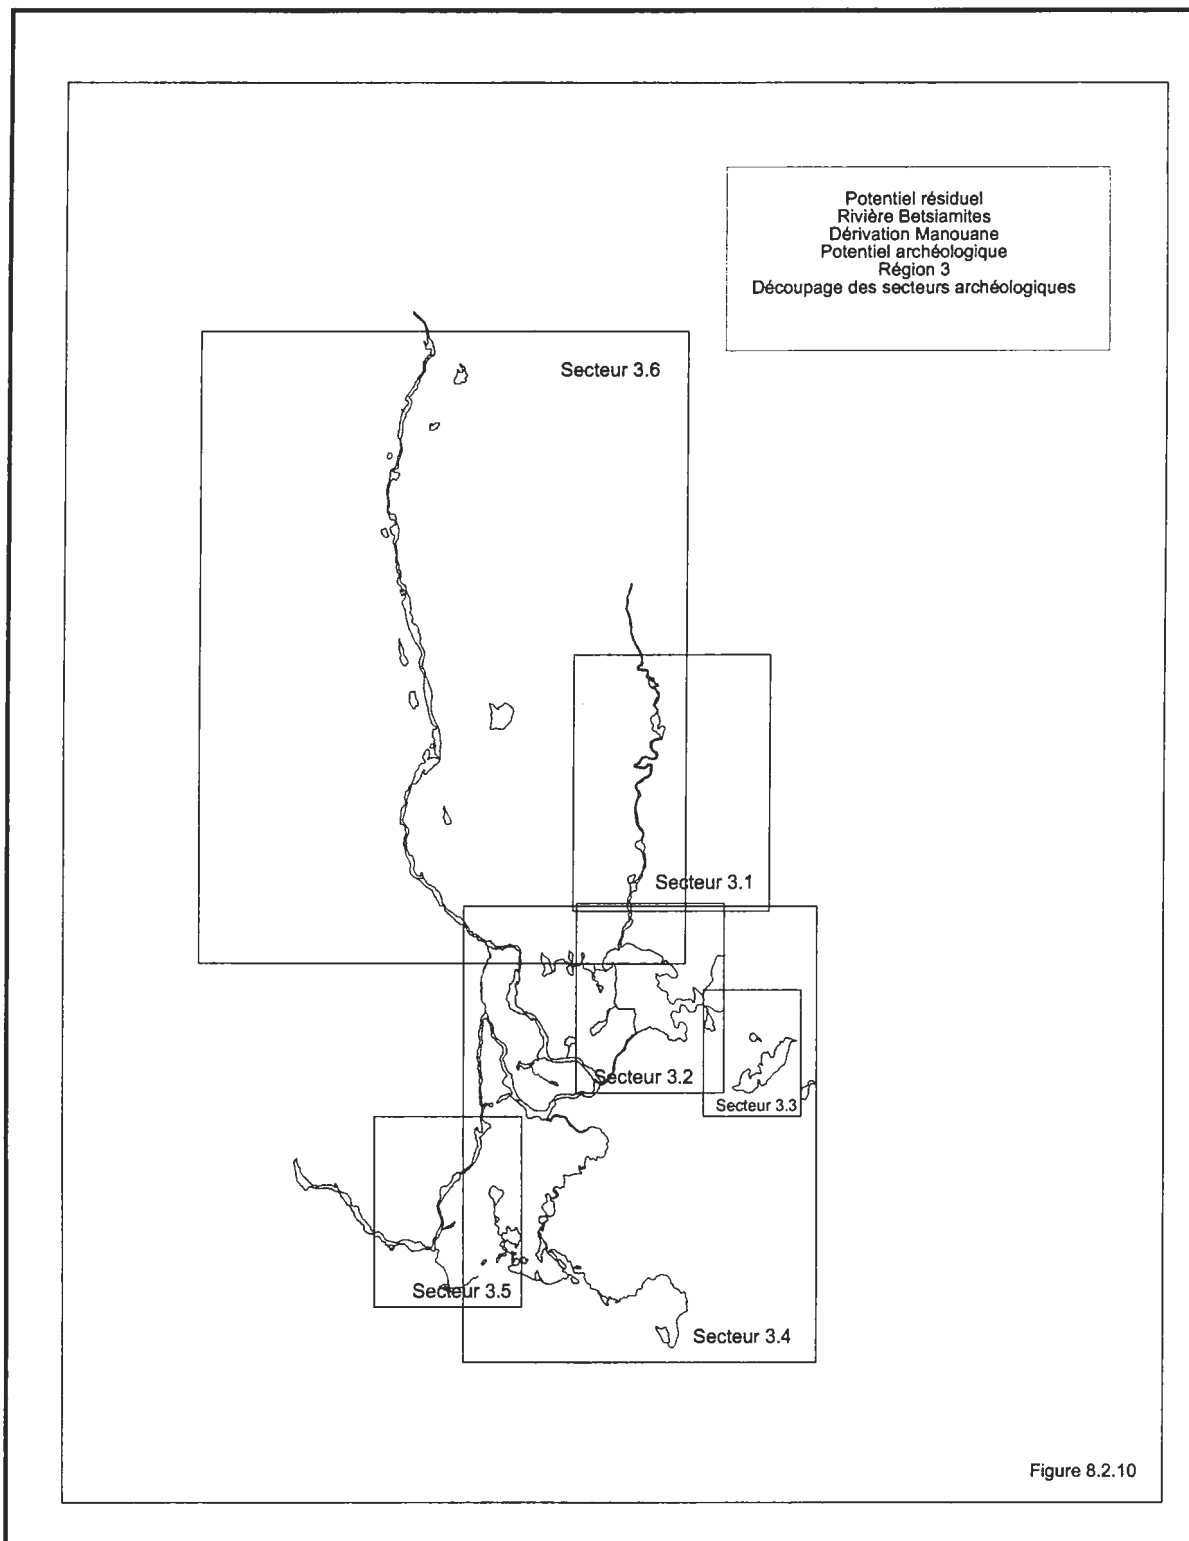 Potentiel résiduel
Rivière Betsiamites
Dérivation Manouane
Potentiel archéologique
Région 3
Découpage des secteurs archéologiques
Secteur 3.6
Secteur 3.1
Secteur 3.2
Secteur 3.3
Secteur 3.5
Secteur 3.4
Figure 8.2.10